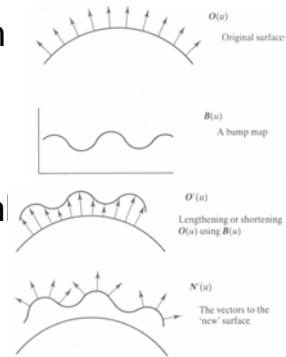 O(u)
Original surface
B(u)
A bump map
O'(u)
Lengthening or shortening
O(u) using B(u)
N'(u)
The vectors to the
'new' surface